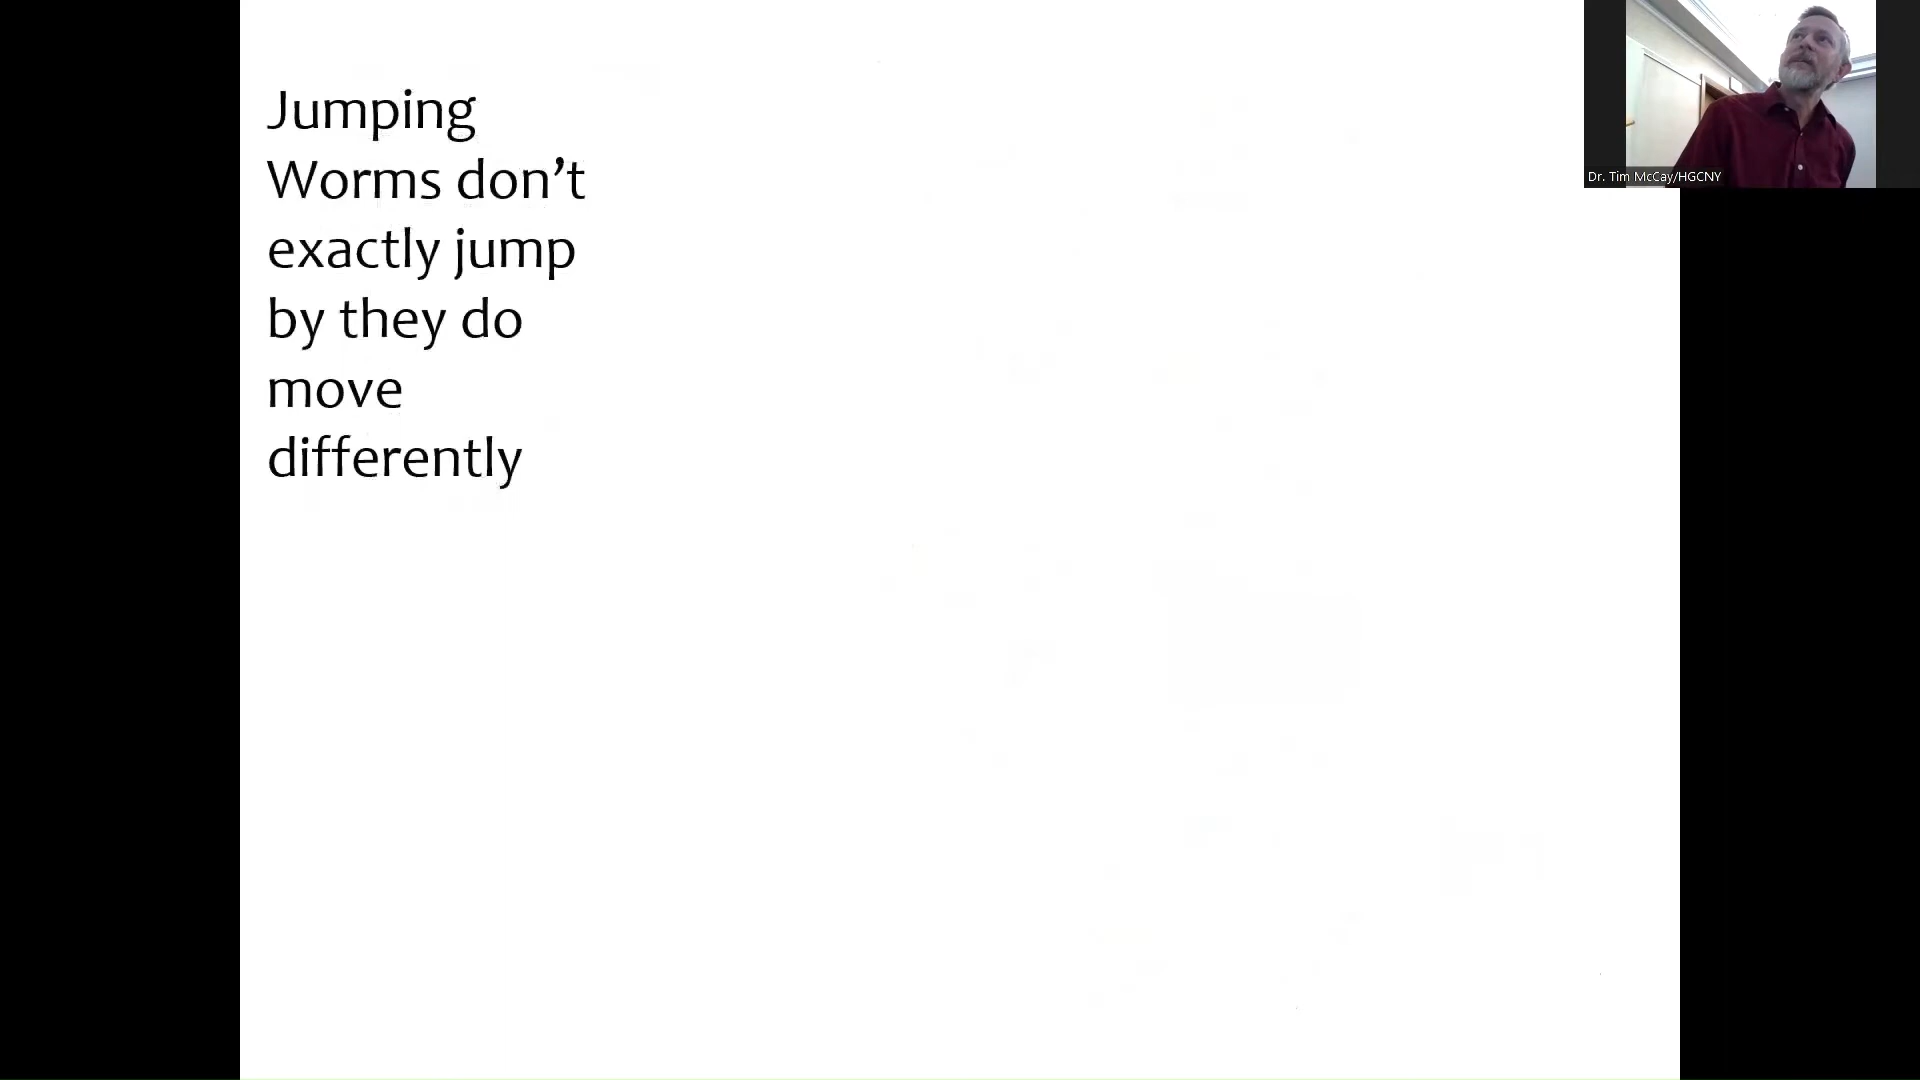 Jumping
Worms don’t
exactly jump
by they do
move
differently
Dr. Tim McCay/HGCNY